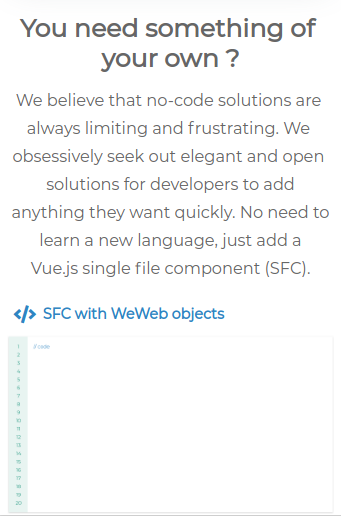 You need something of
your own ?
We believe that no-code solutions are
always limiting and frustrating. We
obsessively seek out elegant and open
solutions for developers to add
anything they want quickly. No need to
learn a new language, just add a
Vue.js single file component (SFC).
</> SFC with WeWeb objects
1 // code
2
3
4
5
6
7
8
9
10
11
12
13
14
15
16
17
18
19
20